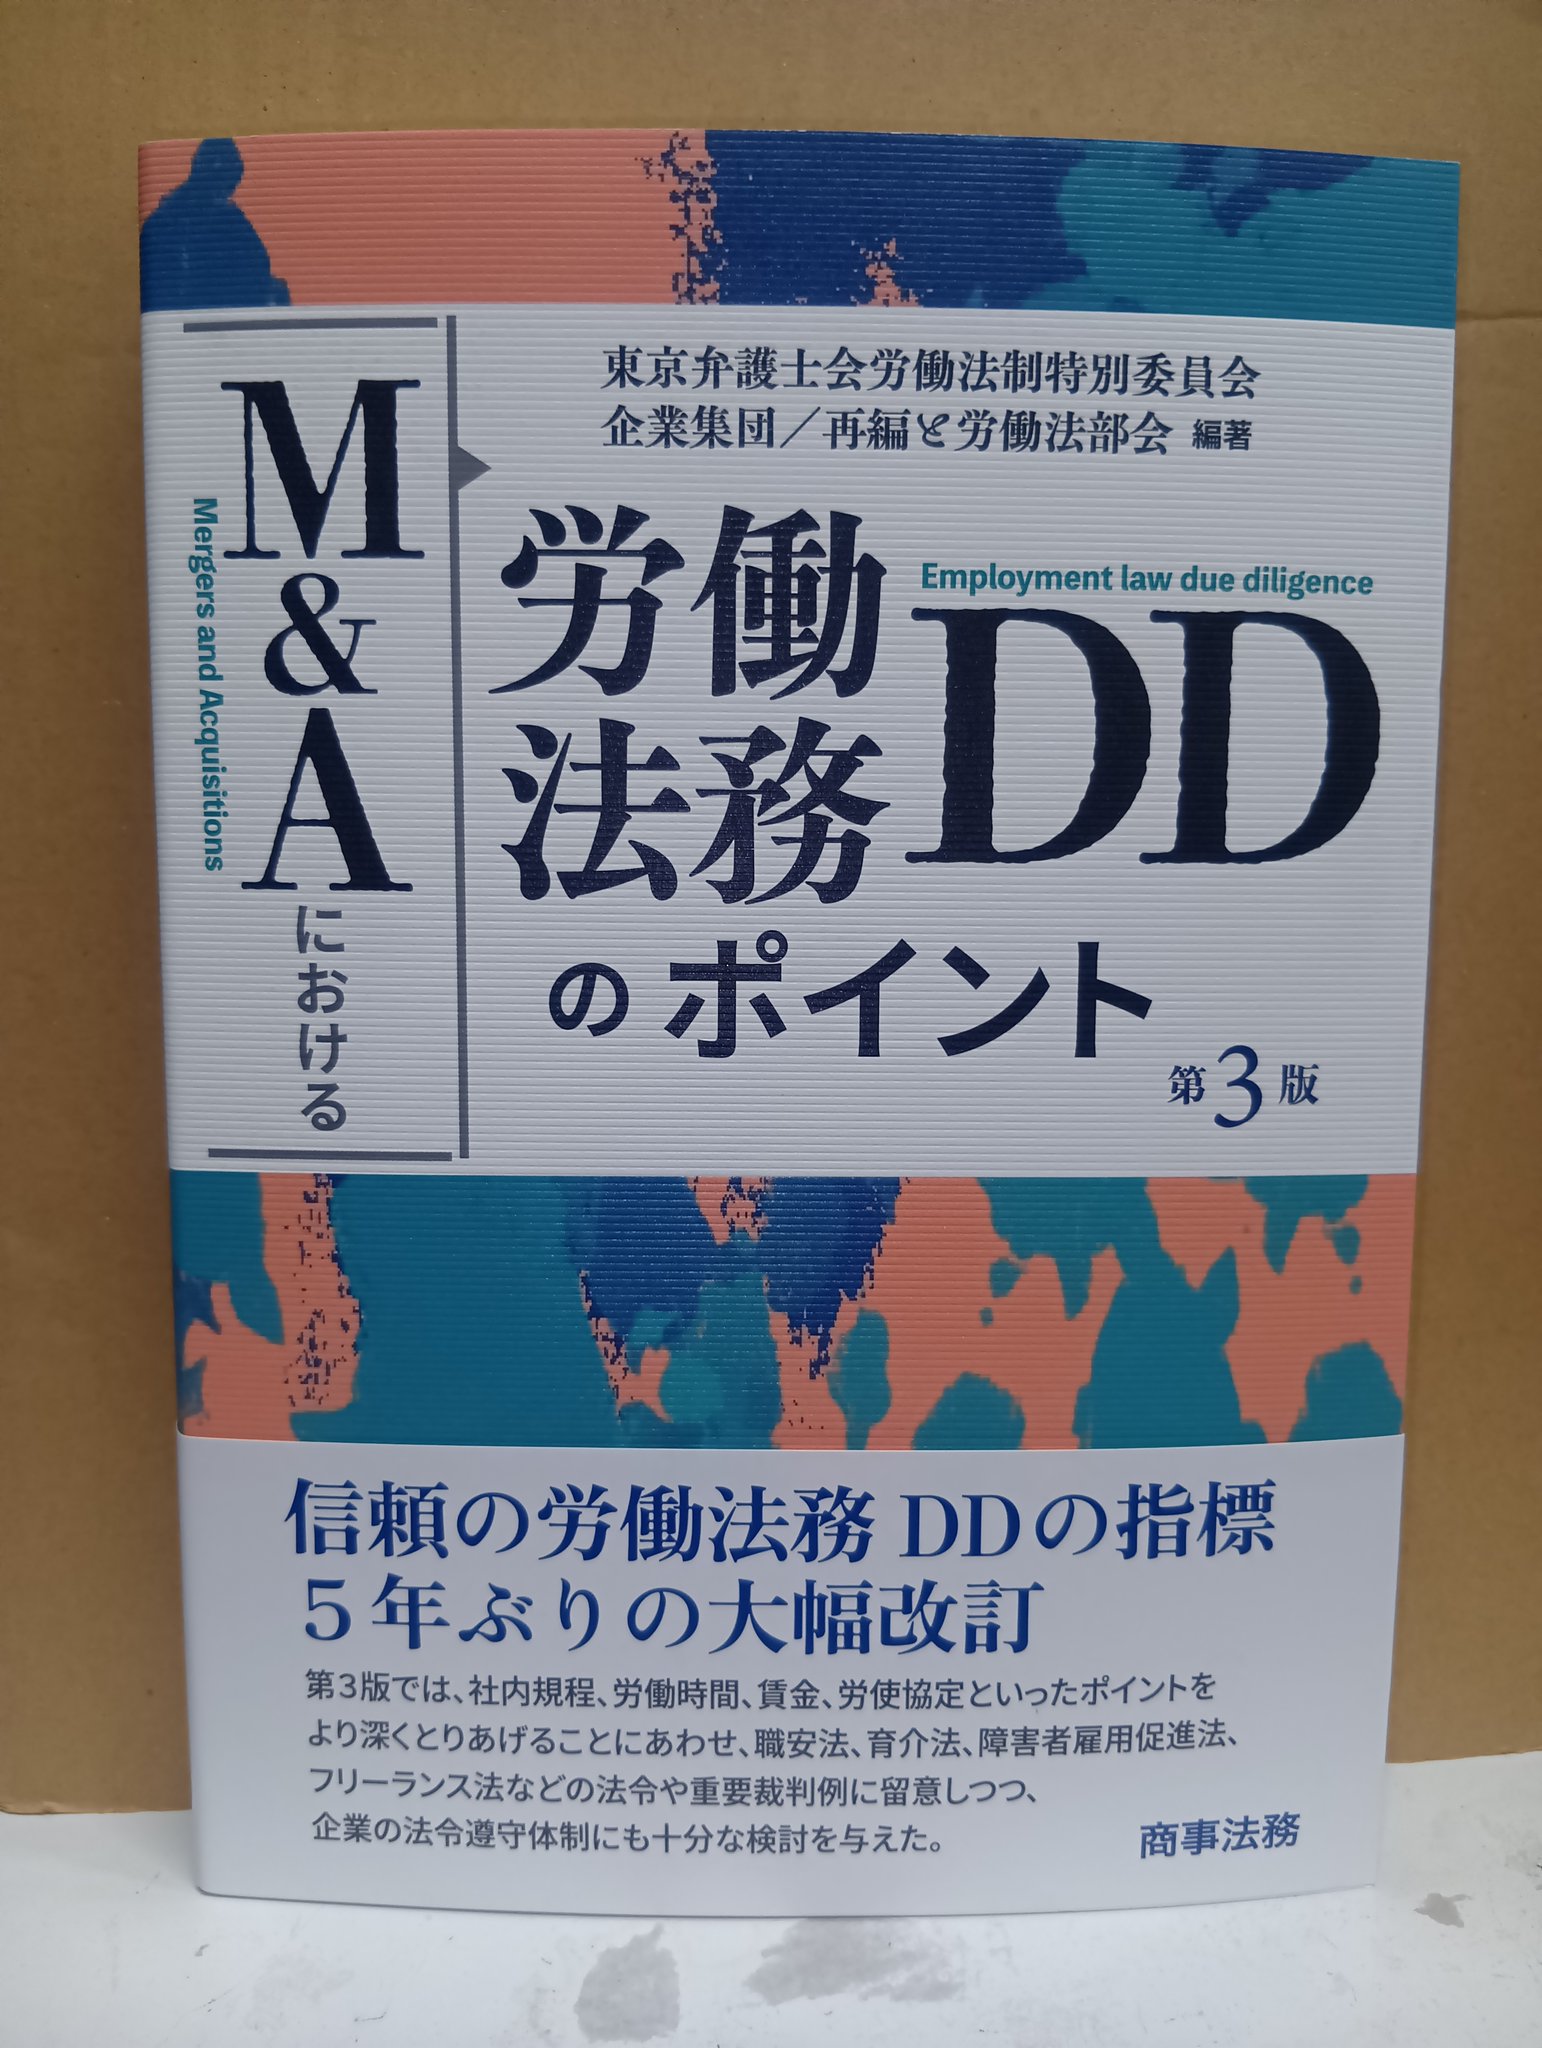 M&Aにおける
Mergers and Acquisitions
東京弁護士会労働法制特別委員会
企業集団／再編と労働法部会 編著
労働
法務
Employment law due diligence
DD
のポイント
第3版
信頼の労働法務DDの指標
5年ぶりの大幅改訂
第3版では、社内規程、労働時間、賃金、労使協定といったポイントを
より深くとりあげることにあわせ、職安法、育介法、障害者雇用促進法、
フリーランス法などの法令や重要裁判例に留意しつつ、
企業の法令遵守体制にも十分な検討を与えた。
商事法務